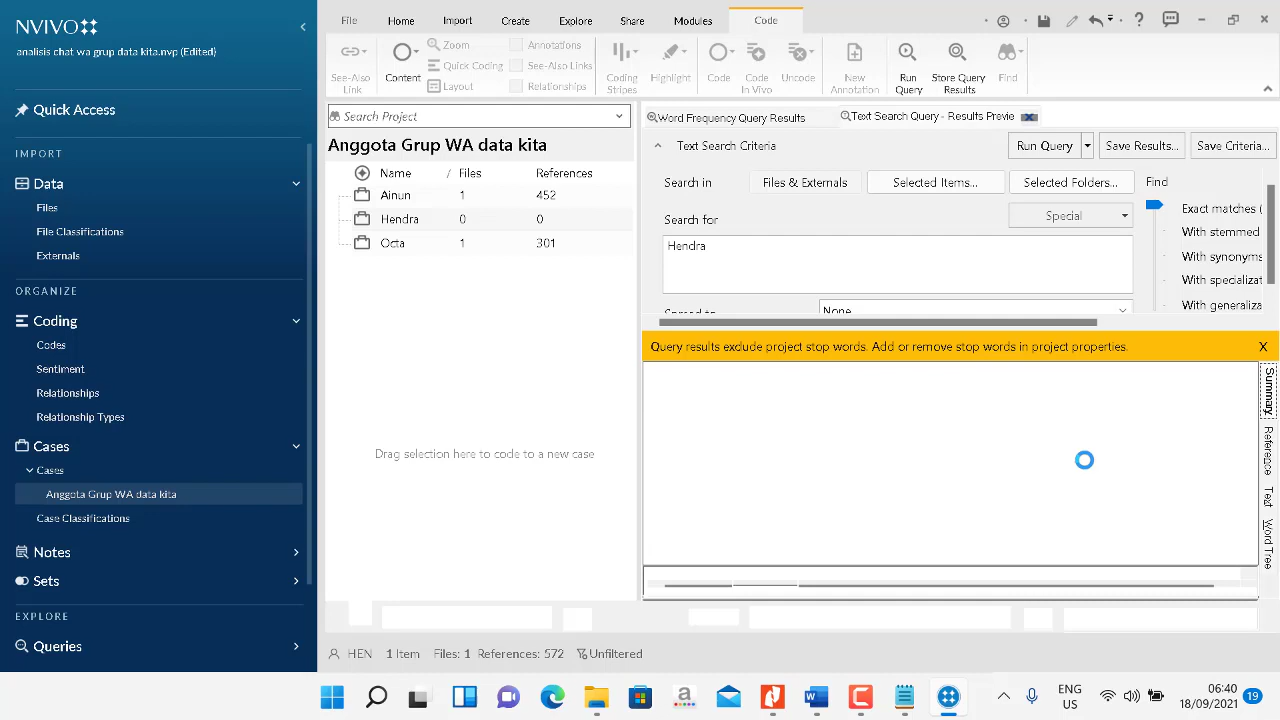 NVIVO
analisis chat wa grup data kita.nvp (Edited)
Quick Access
IMPORT
Data
Files
File Classifications
Externals
ORGANIZE
Coding
Codes
Sentiment
Relationships
Relationship Types
Cases
Cases
Anggota Grup WA data kita
Case Classifications
Notes
Sets
EXPLORE
Queries
File Home Import Create Explore Share Modules Code
See-Also Link
Content
Zoom
Quick Coding
Layout
Annotations
See-Also Links
Relationships
Coding Stripes
Highlight
Code
Code In Vivo
Uncode
New Annotation
Run Query
Store Query Results
Find
Search Project
Anggota Grup WA data kita
Name / Files References
Ainun 1 452
Hendra 0 0
Octa 1 301
Drag selection here to code to a new case
Word Frequency Query Results
Text Search Query - Results Previe
Text Search Criteria Run Query Save Results... Save Criteria...
Search in Files & Externals Selected Items... Selected Folders... Find
Search for Special
Hendra
Exact matches (
With stemmed
With synonyms
With specializat
With generaliza
Spread to None
Query results exclude project stop words. Add or remove stop words in project properties. X
Summary
Reference
Text
Word Tree
HEN 1 Item Files: 1 References: 572 Unfiltered
ENG
US
06:40
18/09/2021
19